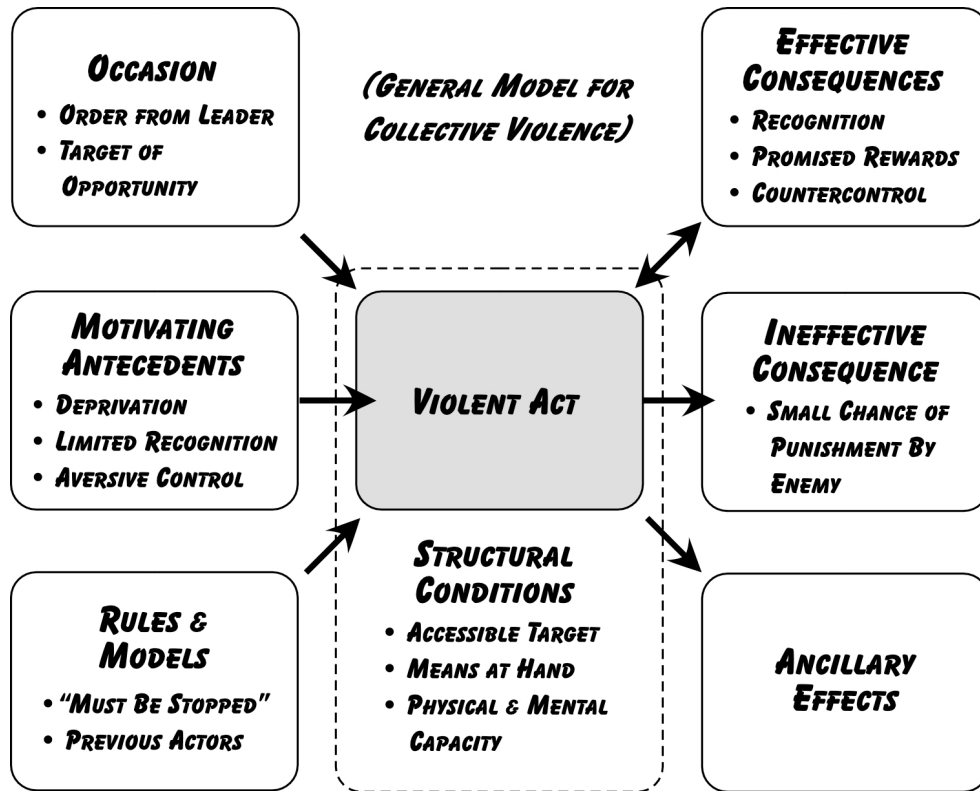 Occasion
• Order from Leader
• Target of
Opportunity
(General Model for
Collective Violence)
Effective
Consequences
• Recognition
• Promised Rewards
• Countercontrol
Motivating
Antecedents
• Deprivation
• Limited Recognition
• Aversive Control
Violent Act
Ineffective
Consequence
• Small Chance of
Punishment By
Enemy
Rules &
Models
• “Must Be Stopped”
• Previous Actors
Structural
Conditions
• Accessible Target
• Means at Hand
• Physical & Mental
Capacity
Ancillary
Effects